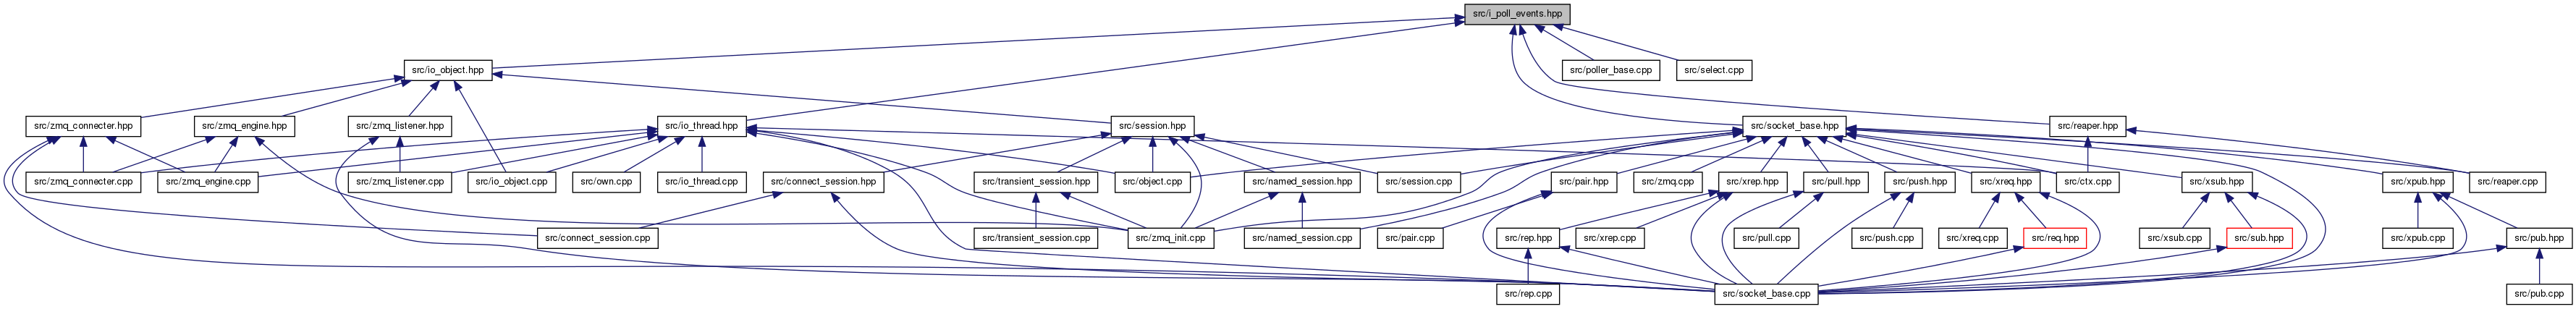 src/i_poll_events.hpp
src/io_object.hpp
src/poller_base.cpp
src/select.cpp
src/zmq_connecter.hpp
src/zmq_engine.hpp
src/zmq_listener.hpp
src/io_thread.hpp
src/session.hpp
src/socket_base.hpp
src/reaper.hpp
src/zmq_connecter.cpp
src/zmq_engine.cpp
src/zmq_listener.cpp
src/io_object.cpp
src/own.cpp
src/io_thread.cpp
src/connect_session.hpp
src/transient_session.hpp
src/object.cpp
src/named_session.hpp
src/session.cpp
src/pair.hpp
src/zmq.cpp
src/xrep.hpp
src/pull.hpp
src/push.hpp
src/xreq.hpp
src/ctx.cpp
src/xsub.hpp
src/xpub.hpp
src/reaper.cpp
src/connect_session.cpp
src/transient_session.cpp
src/zmq_init.cpp
src/named_session.cpp
src/pair.cpp
src/rep.hpp
src/xrep.cpp
src/pull.cpp
src/push.cpp
src/xreq.cpp
src/req.hpp
src/xsub.cpp
src/sub.hpp
src/xpub.cpp
src/pub.hpp
src/rep.cpp
src/socket_base.cpp
src/pub.cpp